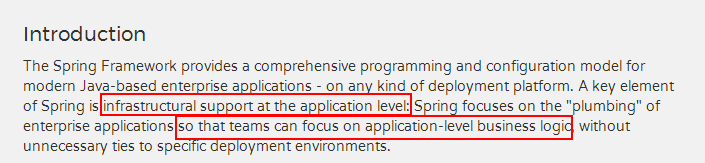 Introduction
The Spring Framework provides a comprehensive programming and configuration model for
modern Java-based enterprise applications - on any kind of deployment platform. A key element
of Spring is infrastructural support at the application level: Spring focuses on the "plumbing" of
enterprise applications so that teams can focus on application-level business logic, without
unnecessary ties to specific deployment environments.